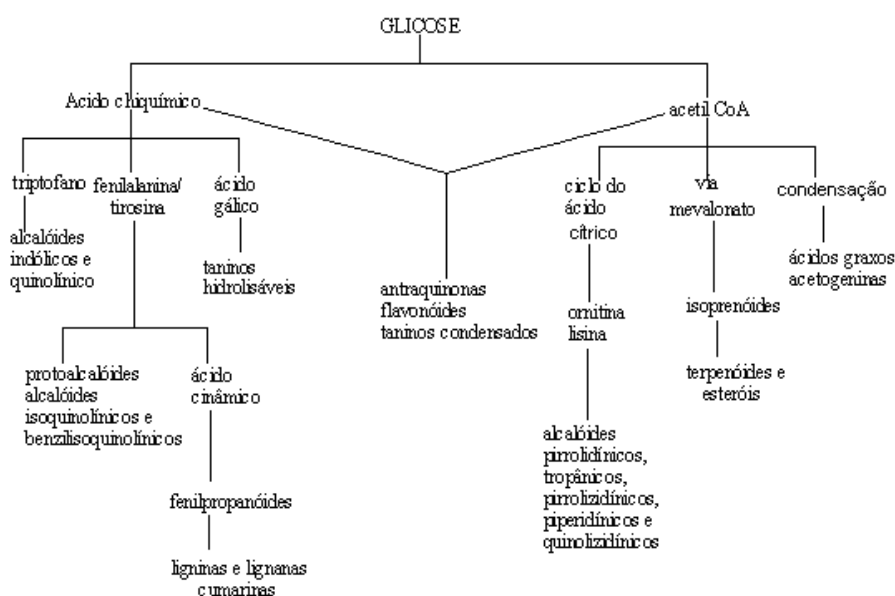 GLICOSE
Acido chiquímico
acetil CoA
triptofano
fenilalanina/
tirosina
ácido
gálico
ciclo do
ácido
cítrico
via
mevalonato
condensação
alcalóides
indólicos e
quinolínico
taninos
hidrolisáveis
antraquinonas
flavonóides
taninos condensados
ornitina
lisina
isoprenóides
ácidos graxos
acetogeninas
protoalcalóides
alcalóides
isoquinolínicos e
benzilisoquinolínicos
ácido
cinâmico
terpenóides e
esteróis
alcalóides
pirrolidínicos,
tropânicos,
pirrolizidínicos,
piperidínicos e
quinolizidínicos
fenilpropanóides
ligninas e lignanas
cumarinas